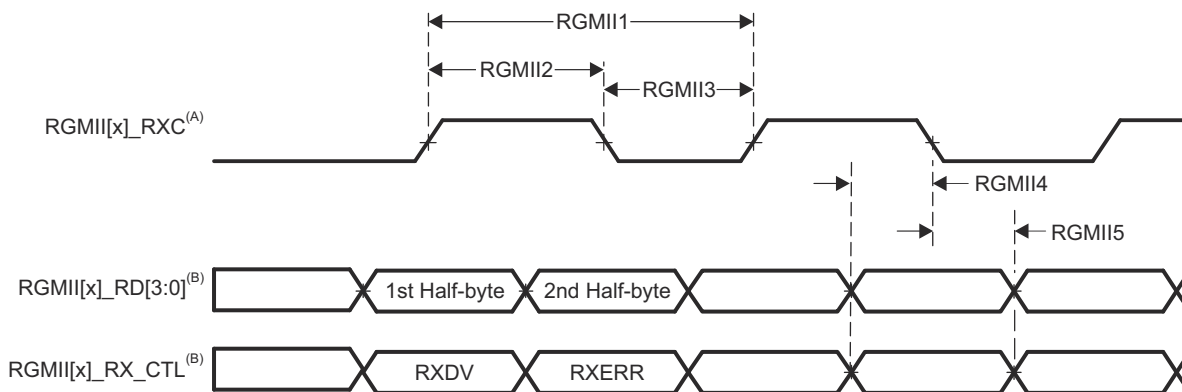 RGMII1
RGMII2
RGMII3
RGMII[x]_RXC(A)
RGMII4
RGMII5
RGMII[x]_RD[3:0](B)
1st Half-byte
2nd Half-byte
RGMII[x]_RX_CTL(B)
RXDV
RXERR